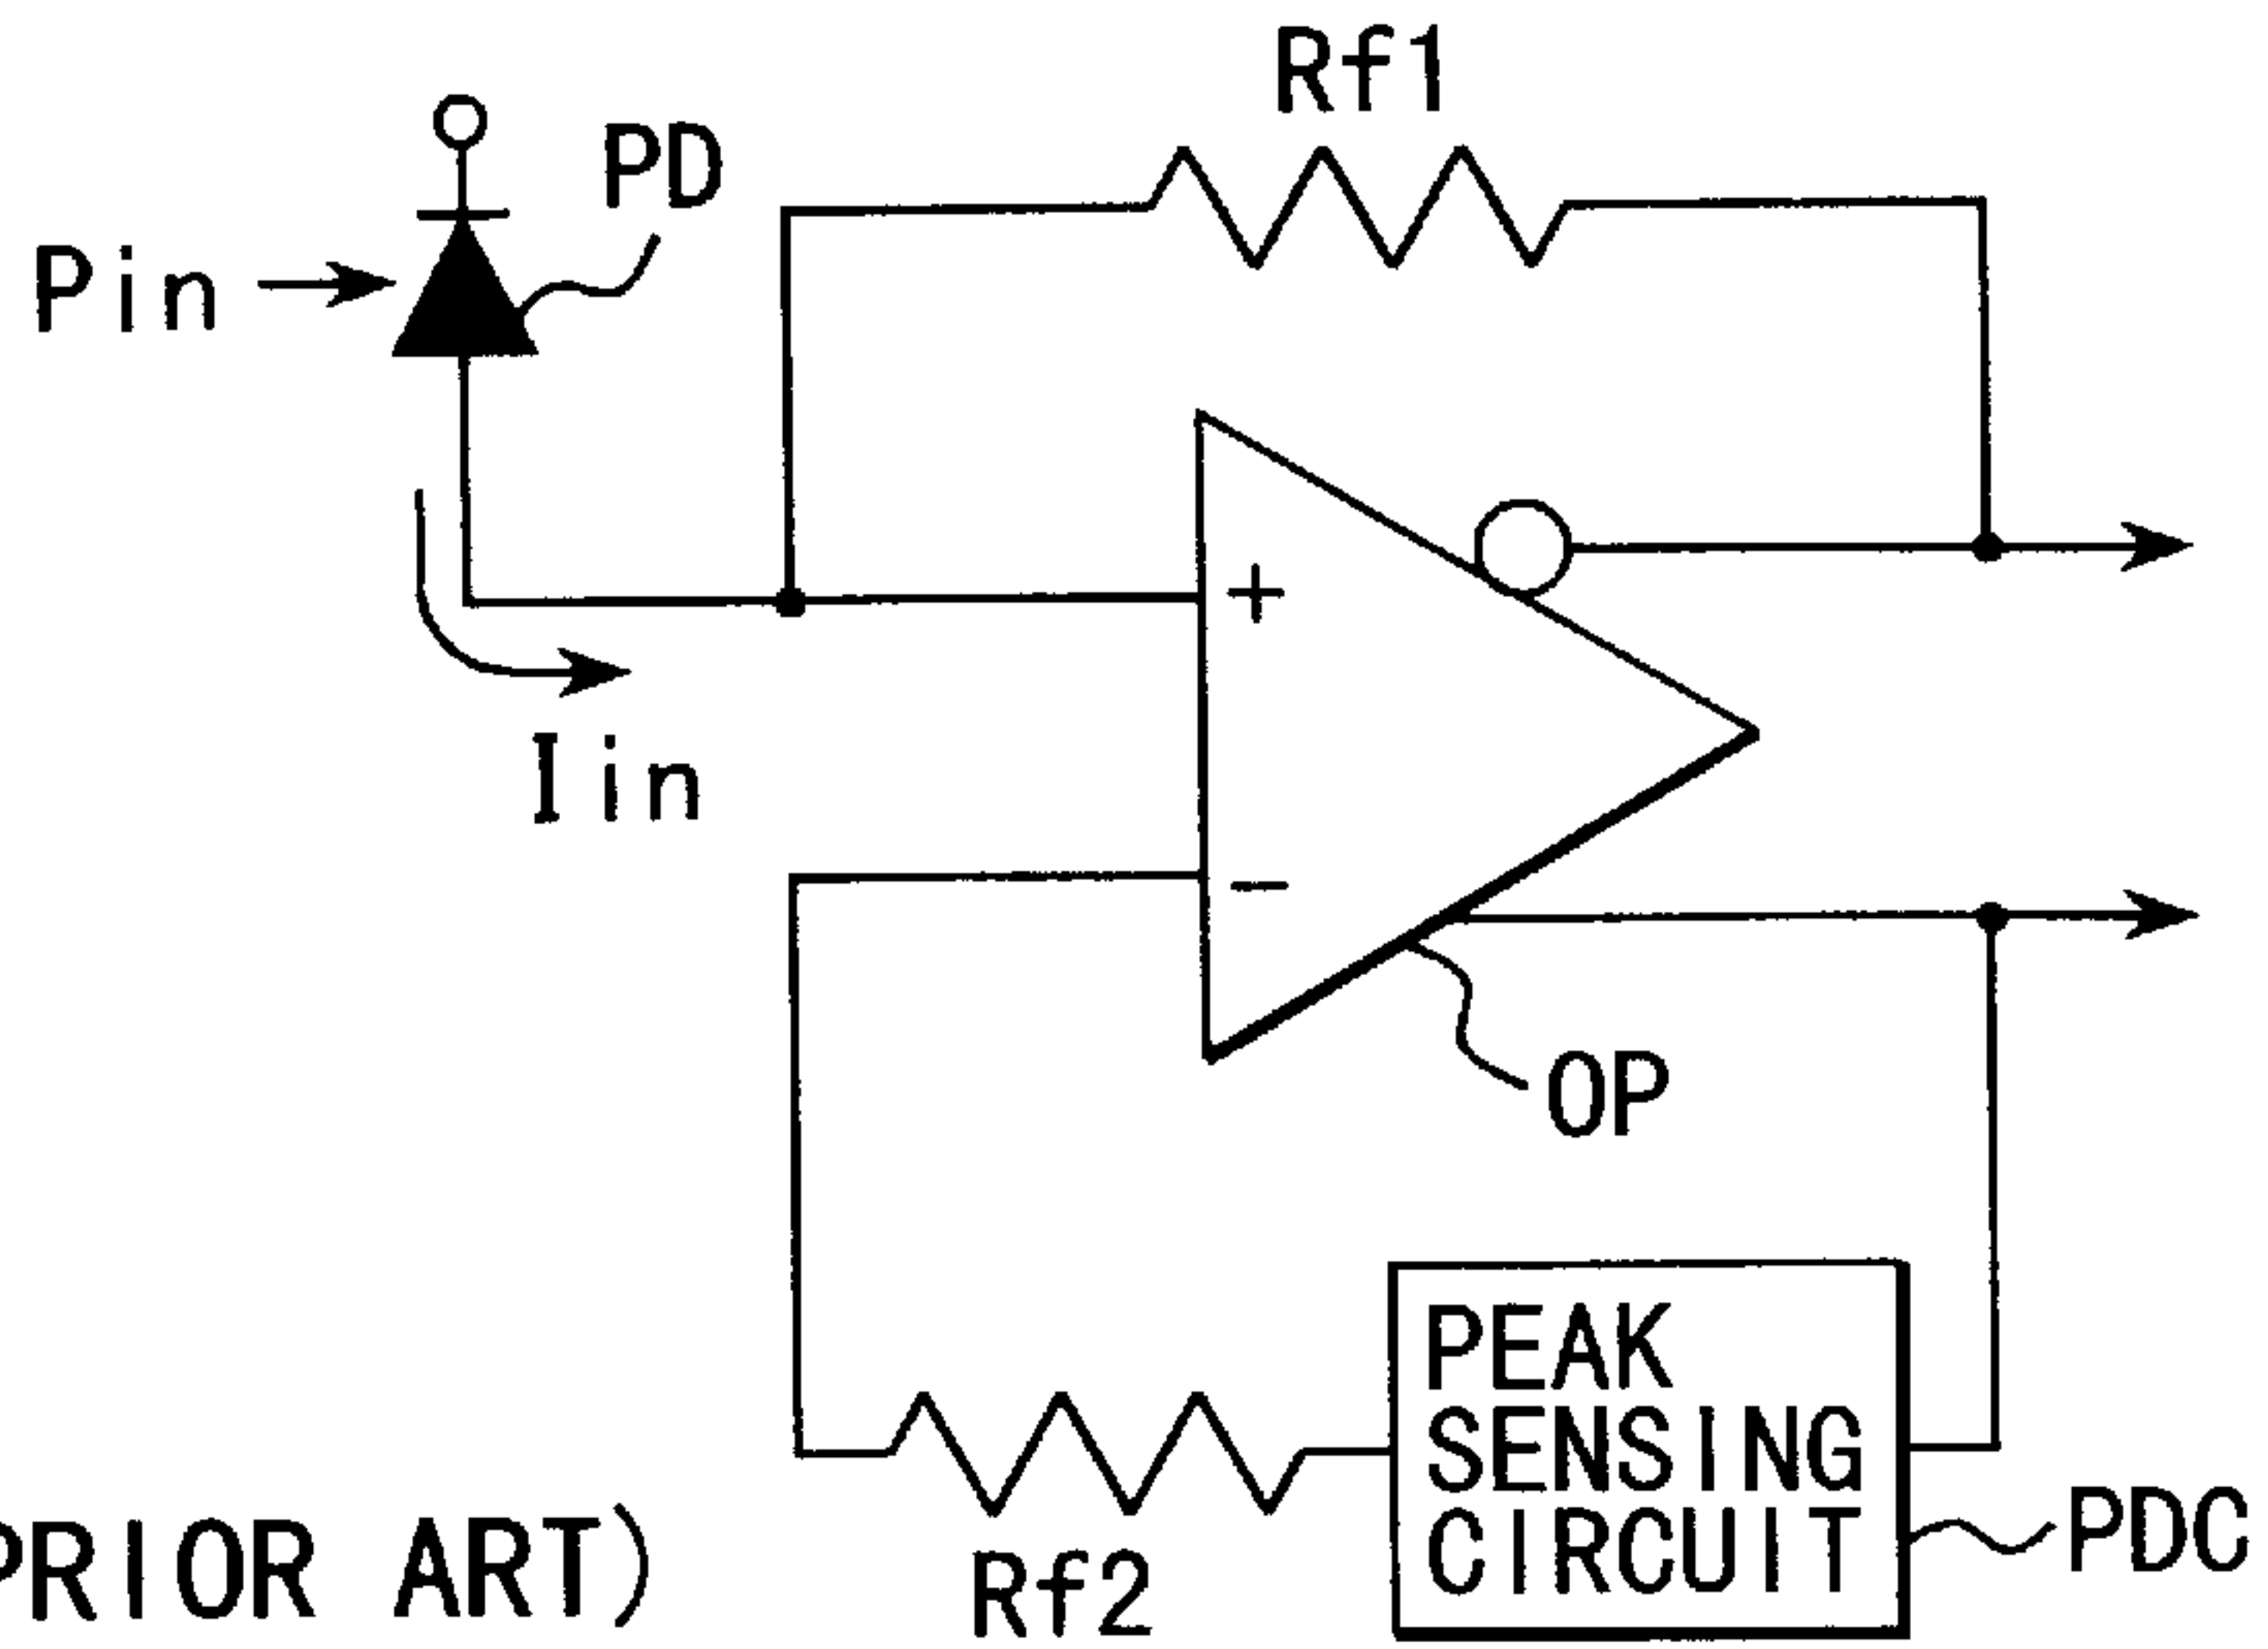 Rf1
PD
Pin
+
Iin
−
OP
PEAK
SENSING
CIRCUIT
PDC
Rf2
PRIOR ART)